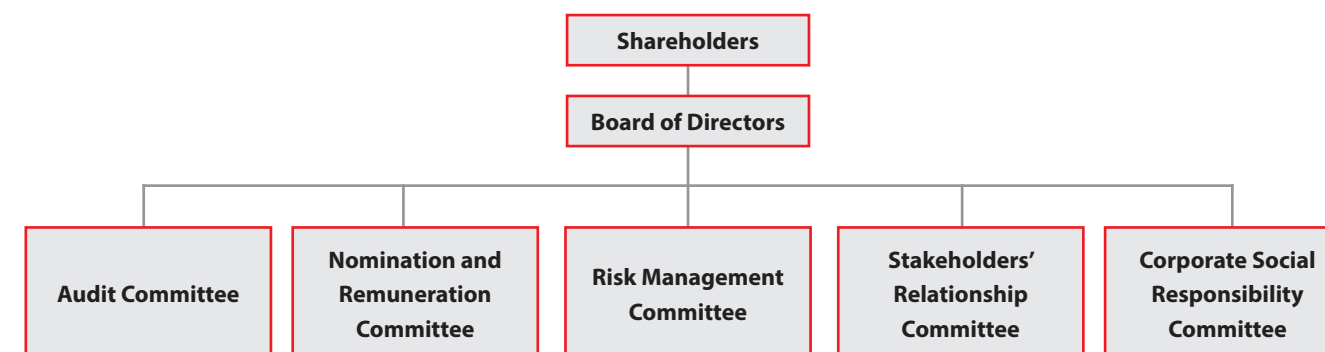 Shareholders
Board of Directors
Audit Committee
Nomination and
Remuneration
Committee
Risk Management
Committee
Stakeholders’
Relationship
Committee
Corporate Social
Responsibility
Committee